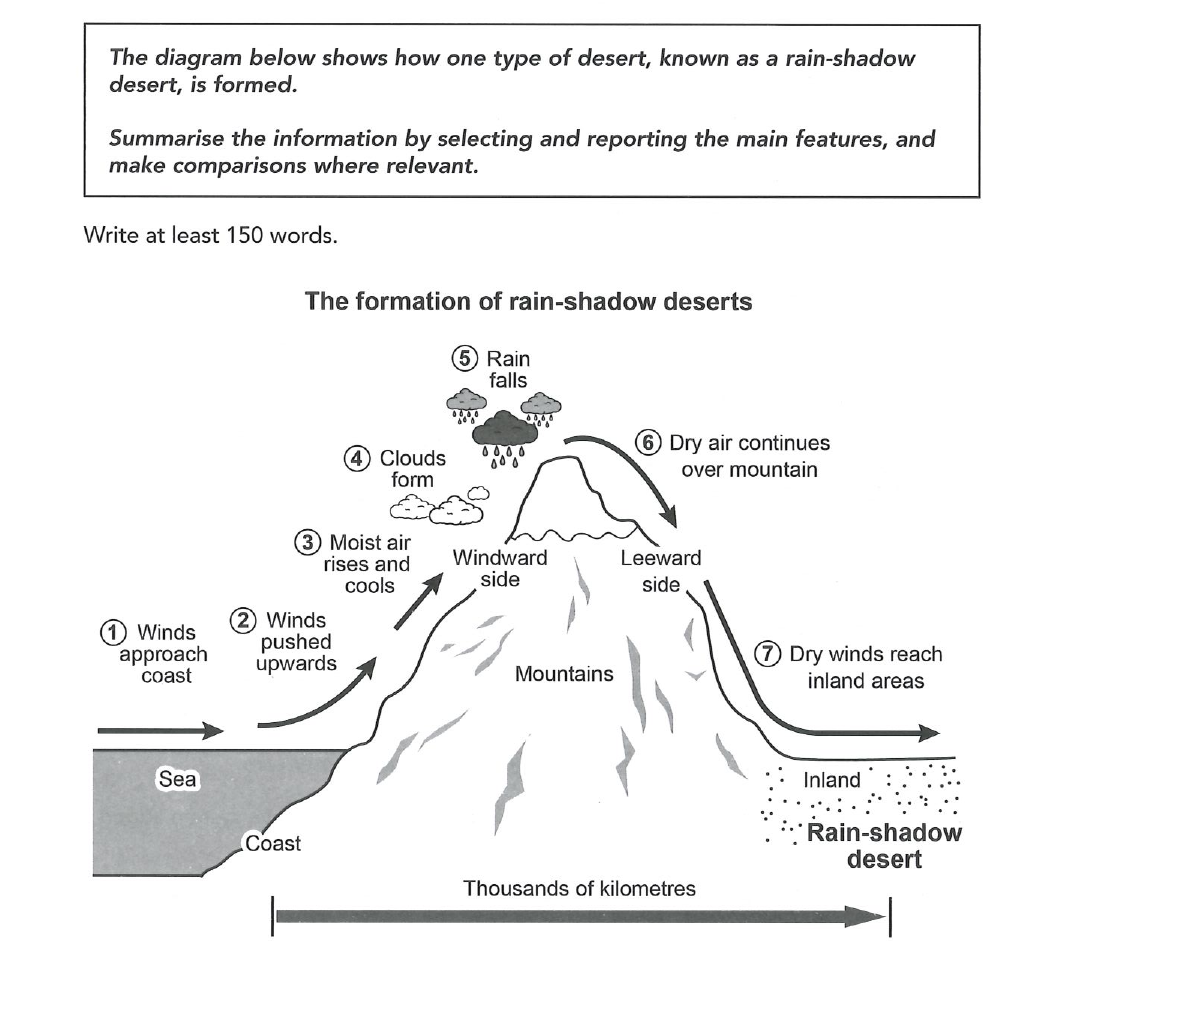 The diagram below shows how one type of desert, known as a rain-shadow
desert, is formed.
Summarise the information by selecting and reporting the main features, and
make comparisons where relevant.
Write at least 150 words.
The formation of rain-shadow deserts
5 Rain
falls
4 Clouds
form
6 Dry air continues
over mountain
3 Moist air
rises and
cools
Windward
side
Leeward
side
1 Winds
approach
coast
2 Winds
pushed
upwards
Mountains
7 Dry winds reach
inland areas
Sea
Coast
Inland
Rain-shadow
desert
Thousands of kilometres